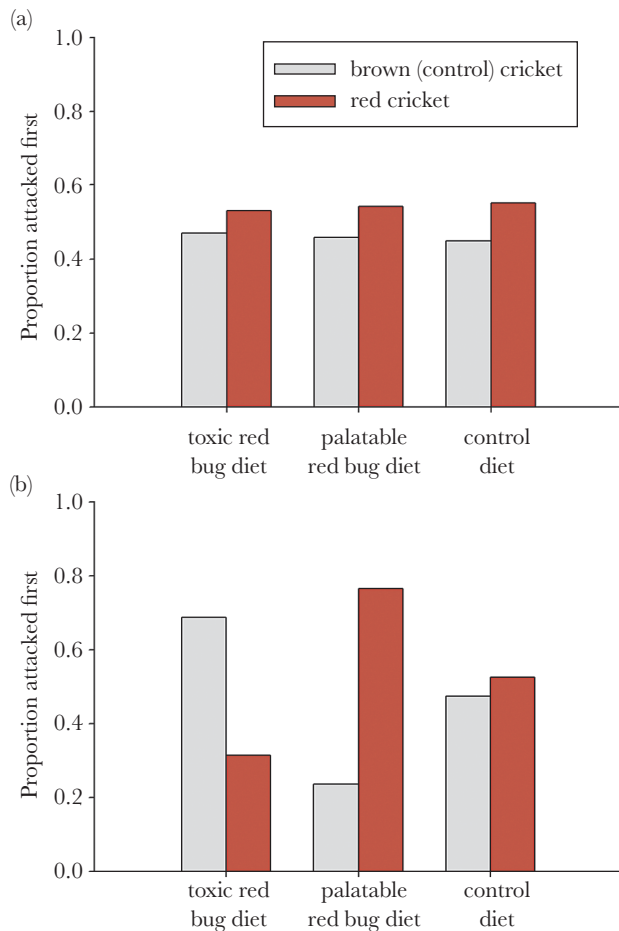 (a)
1.0
0.8
0.6
0.4
0.2
0.0
Proportion attacked first
brown (control) cricket
red cricket
toxic red
bug diet
palatable
red bug diet
control
diet
(b)
1.0
0.8
0.6
0.4
0.2
0.0
Proportion attacked first
toxic red
bug diet
palatable
red bug diet
control
diet